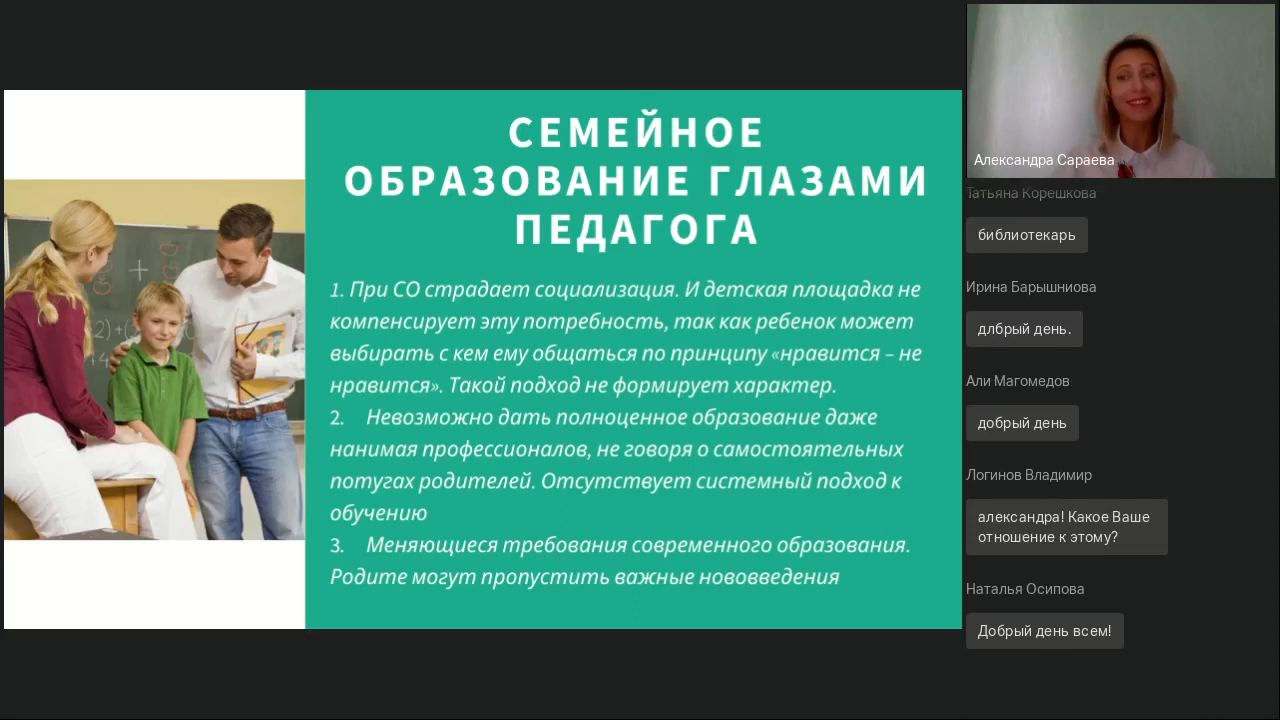 СЕМЕЙНОЕ
ОБРАЗОВАНИЕ ГЛАЗАМИ
ПЕДАГОГА
1. При СО страдает социализация. И детская площадка не
компенсирует эту потребность, так как ребенок может
выбирать с кем ему общаться по принципу «нравится – не
нравится». Такой подход не формирует характер.
2. Невозможно дать полноценное образование даже
нанимая профессионалов, не говоря о самостоятельных
потугах родителей. Отсутствует системный подход к
обучению
3. Меняющиеся требования современного образования.
Родите могут пропустить важные нововведения
Александра Сараева
Татьяна Корешкова
библиотекарь
Ирина Барышниова
длбрый день.
Али Магомедов
добрый день
Логинов Владимир
александра! Какое Ваше
отношение к этому?
Наталья Осипова
Добрый день всем!